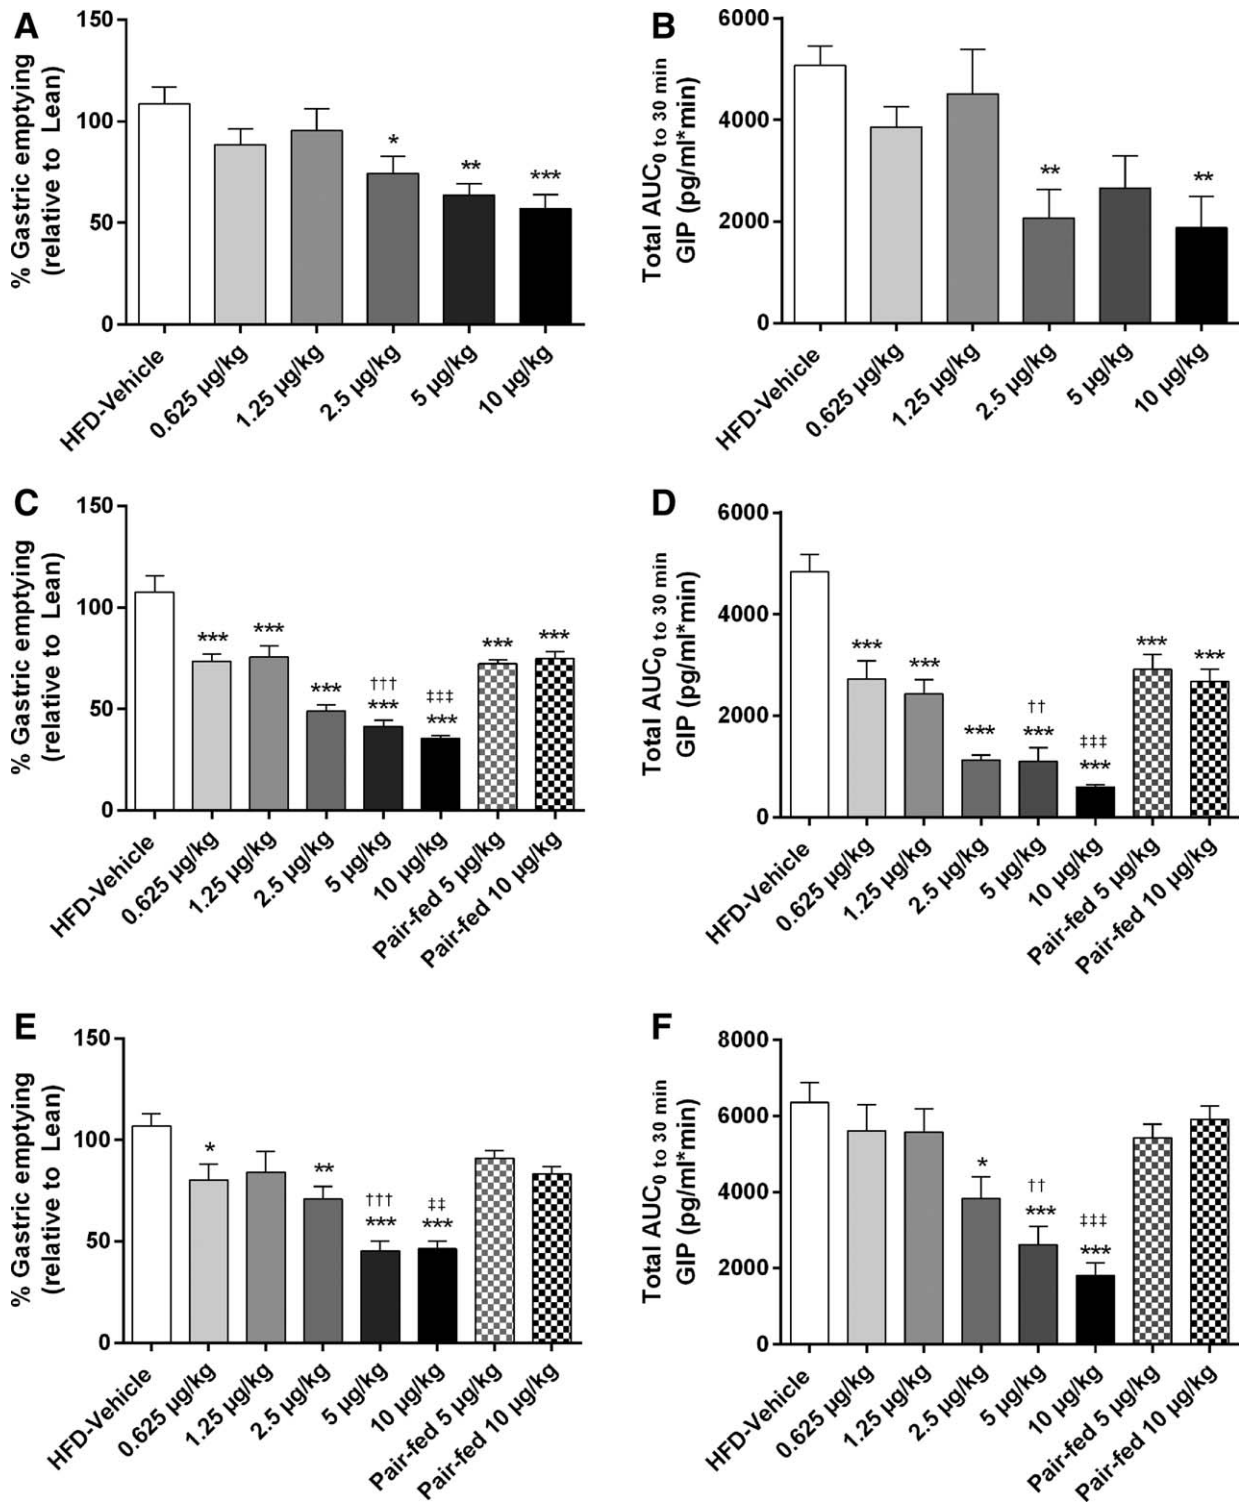 A
% Gastric emptying
(relative to Lean)
150
100
50
0
*
**
***
HFD-Vehicle
0.625 µg/kg
1.25 µg/kg
2.5 µg/kg
5 µg/kg
10 µg/kg
B
Total AUC0 to 30 min
GIP (pg/ml*min)
6000
4000
2000
0
**
**
HFD-Vehicle
0.625 µg/kg
1.25 µg/kg
2.5 µg/kg
5 µg/kg
10 µg/kg
C
% Gastric emptying
(relative to Lean)
150
100
50
0
***
***
***
†††
***
‡‡‡
***
***
***
HFD-Vehicle
0.625 µg/kg
1.25 µg/kg
2.5 µg/kg
5 µg/kg
10 µg/kg
Pair-fed 5 µg/kg
Pair-fed 10 µg/kg
D
Total AUC0 to 30 min
GIP (pg/ml*min)
6000
4000
2000
0
***
***
***
††
***
‡‡‡
***
***
***
HFD-Vehicle
0.625 µg/kg
1.25 µg/kg
2.5 µg/kg
5 µg/kg
10 µg/kg
Pair-fed 5 µg/kg
Pair-fed 10 µg/kg
E
% Gastric emptying
(relative to Lean)
150
100
50
0
*
**
†††
***
‡‡
***
HFD-Vehicle
0.625 µg/kg
1.25 µg/kg
2.5 µg/kg
5 µg/kg
10 µg/kg
Pair-fed 5 µg/kg
Pair-fed 10 µg/kg
F
Total AUC0 to 30 min
GIP (pg/ml*min)
8000
6000
4000
2000
0
*
††
***
‡‡‡
***
HFD-Vehicle
0.625 µg/kg
1.25 µg/kg
2.5 µg/kg
5 µg/kg
10 µg/kg
Pair-fed 5 µg/kg
Pair-fed 10 µg/kg